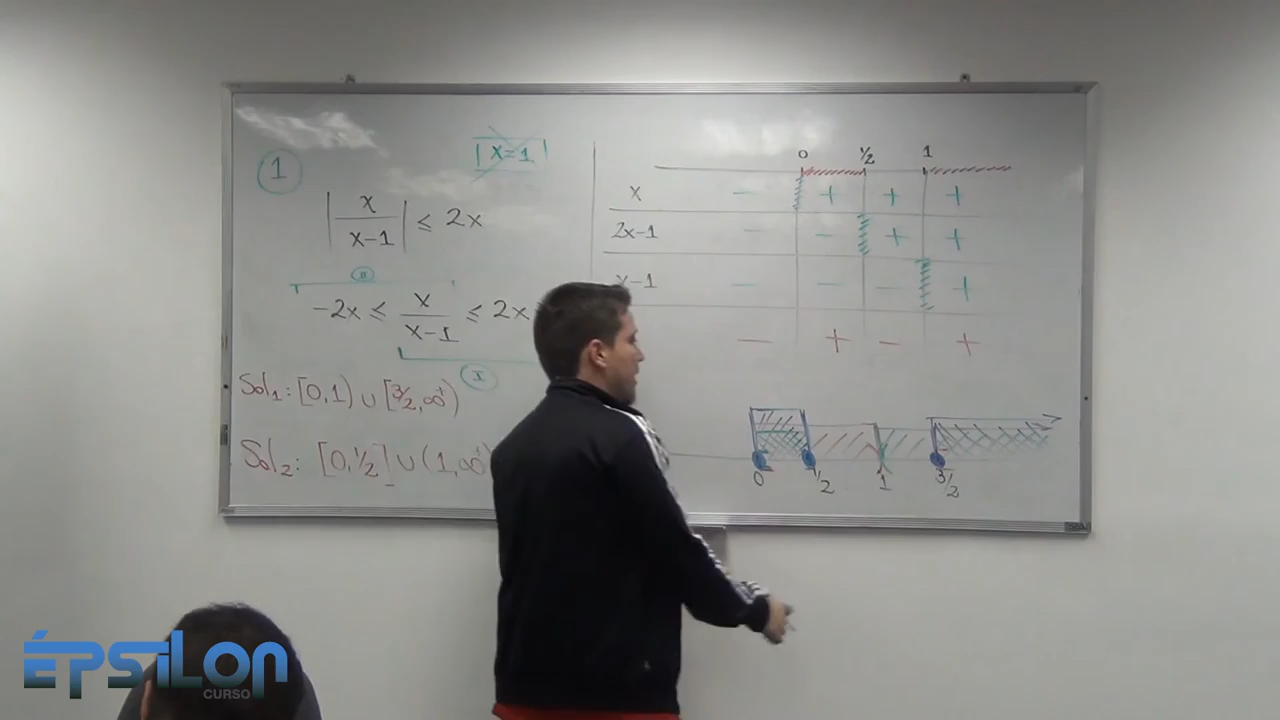 1
x=1
|x/(x-1)| ≤ 2x
II
-2x ≤ x/(x-1) ≤ 2x
I
Sol₁: [0,1) ∪ [3/2, ∞⁺)
Sol₂: [0,1/2] ∪ (1, ∞⁺)
0 1/2 1
x - + + +
2x-1 - - + +
x-1 - - - +
- + - +
0 1/2 1 3/2
ÉPSILON
CURSO